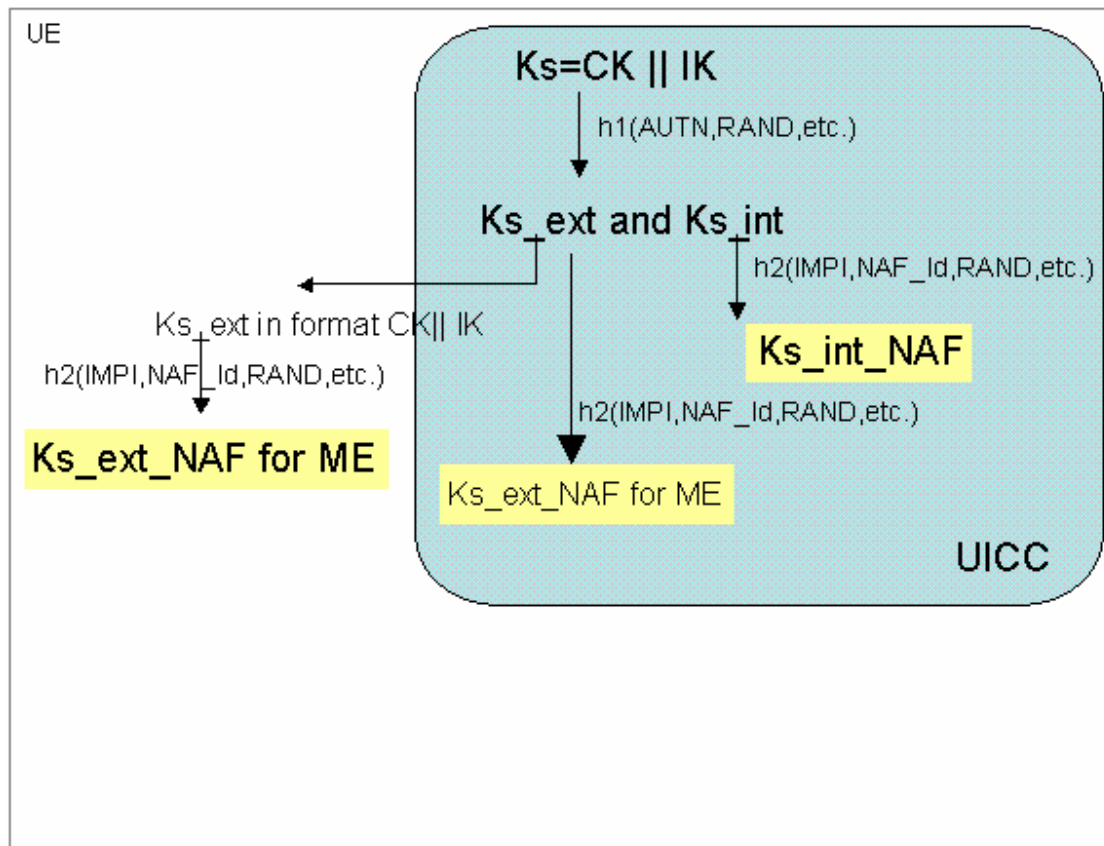 UE
Ks=CK || IK
h1(AUTN,RAND,etc.)
Ks_ext and Ks_int
h2(IMPI,NAF_Id,RAND,etc.)
Ks_ext in format CK|| IK
Ks_int_NAF
h2(IMPI,NAF_Id,RAND,etc.)
h2(IMPI,NAF_Id,RAND,etc.)
Ks_ext_NAF for ME
Ks_ext_NAF for ME
UICC